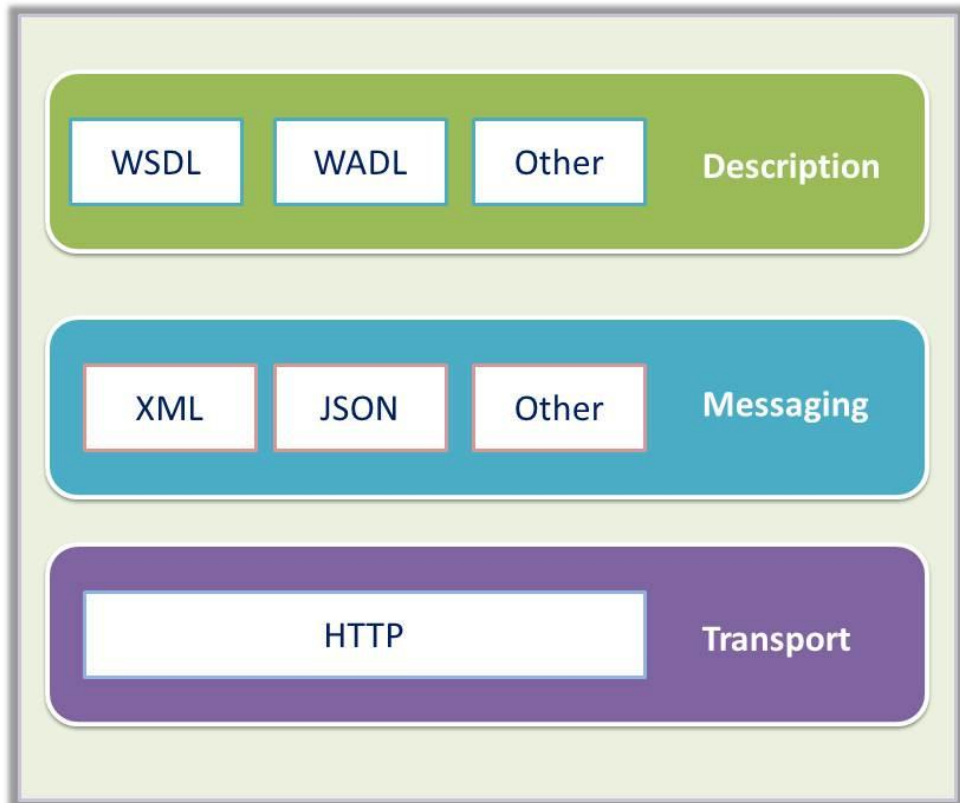 WSDL WADL Other Description
XML JSON Other Messaging
HTTP Transport